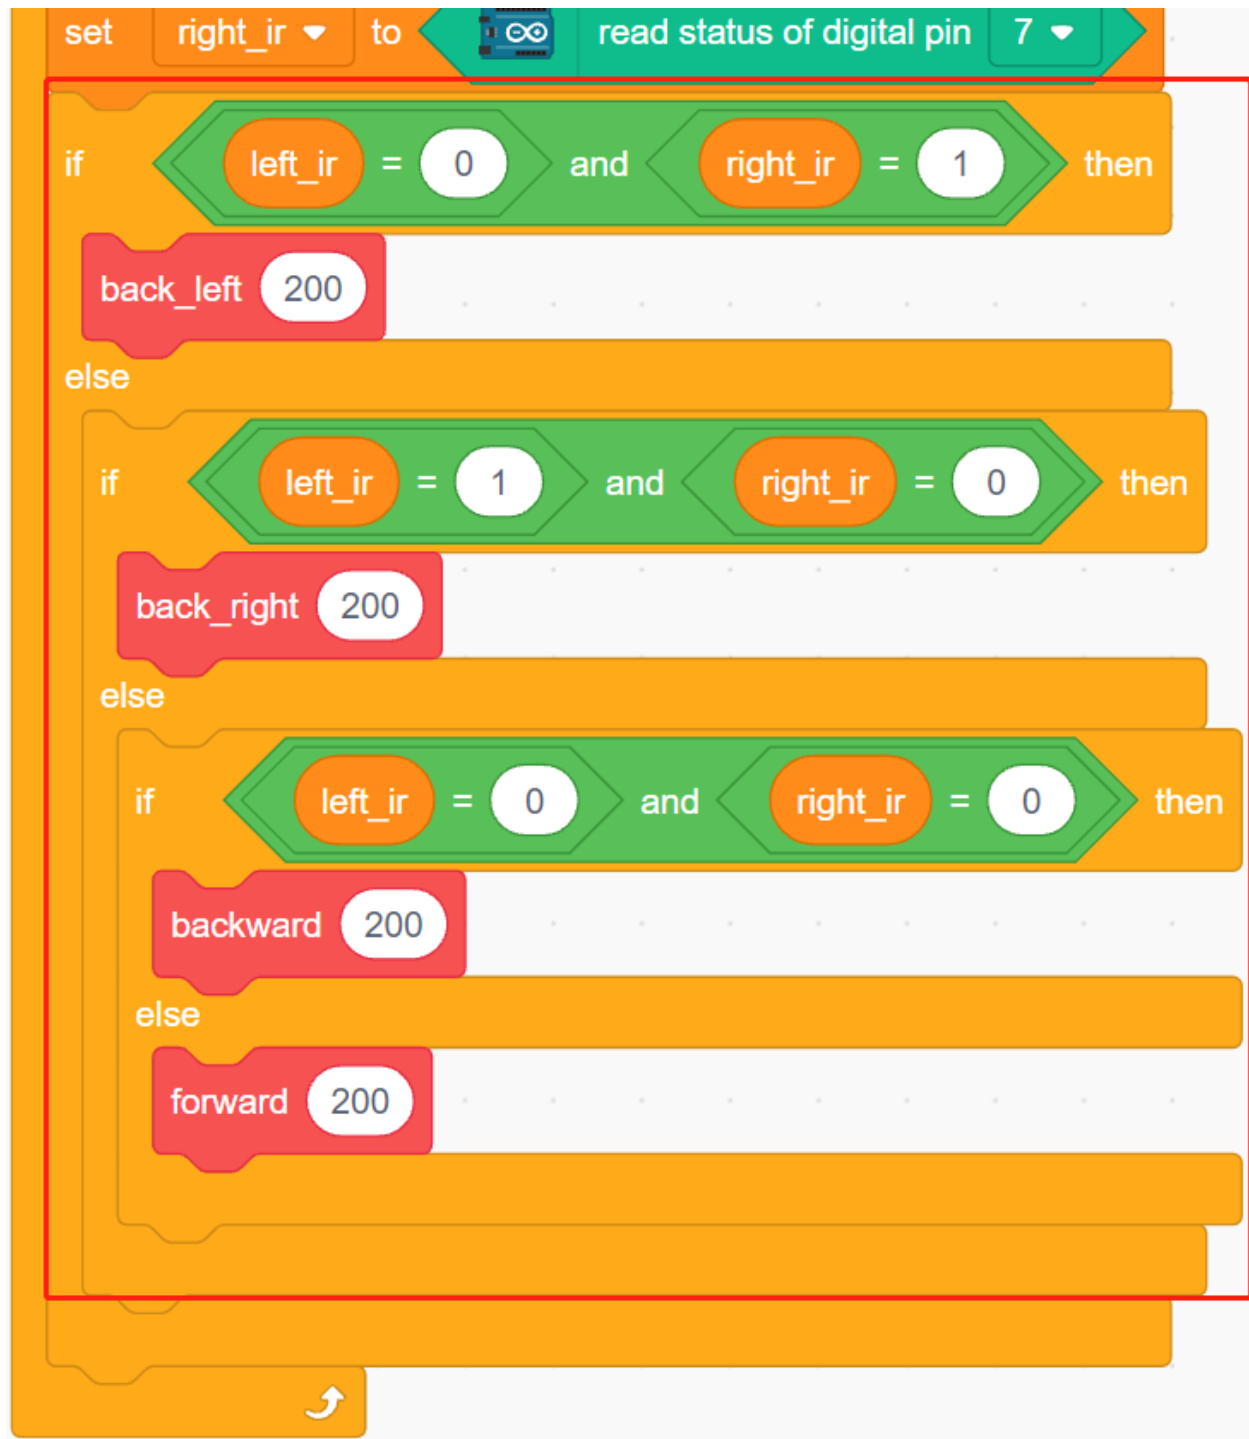 set right_ir to read status of digital pin 7
if left_ir = 0 and right_ir = 1 then
back_left 200
else
if left_ir = 1 and right_ir = 0 then
back_right 200
else
if left_ir = 0 and right_ir = 0 then
backward 200
else
forward 200